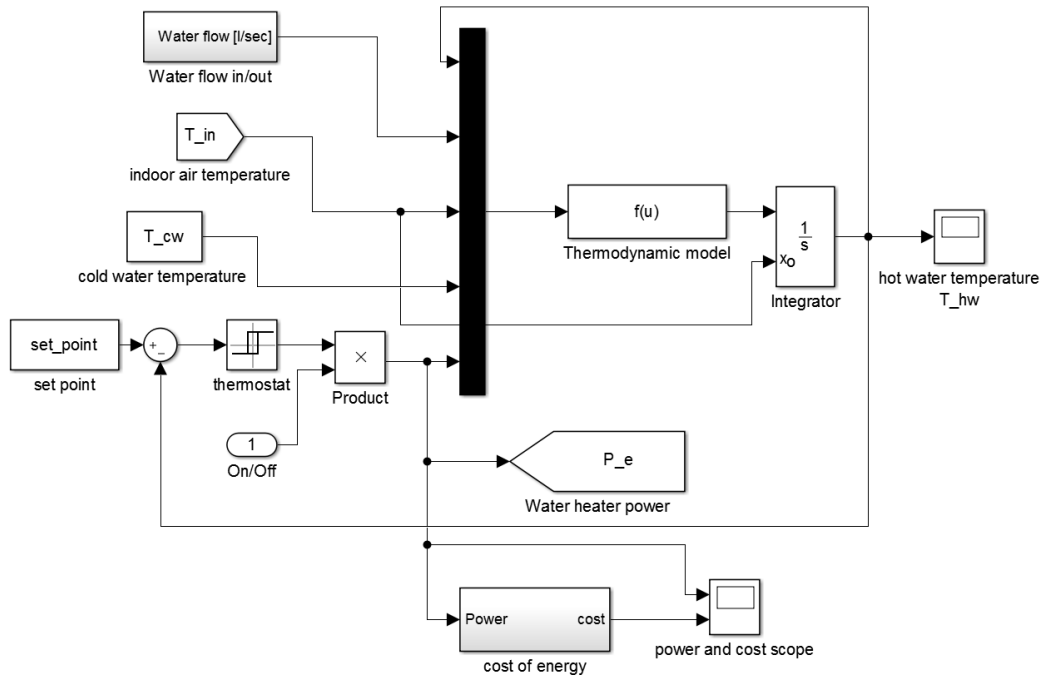 Water flow [l/sec]
Water flow in/out
T_in
indoor air temperature
T_cw
cold water temperature
f(u)
Thermodynamic model
1
s
xo
Integrator
hot water temperature
T_hw
set_point
set point
+
−
thermostat
×
Product
1
On/Off
P_e
Water heater power
Power
cost
cost of energy
power and cost scope